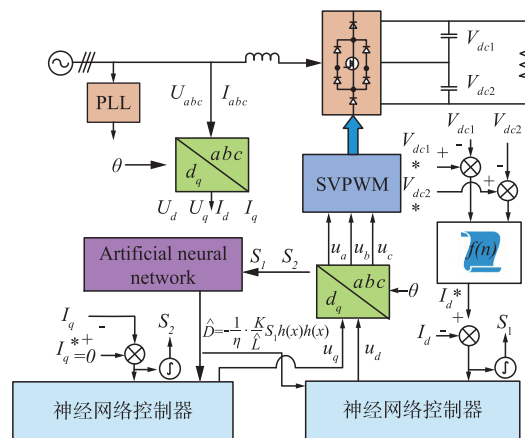 V_dc1
V_dc2
PLL
U_abc I_abc
θ
abc
d_q
U_d U_q I_d I_q
SVPWM
V_dc1 V_dc2
V_dc1* + -
V_dc2* + -
f(n)
u_a u_b u_c
Artificial neural network
S_1 S_2
abc
d_q
θ
I_d*
I_q -
I_q*=0 +
S_2
∫
D̂=-1/η·K/L̂ S_1h(x)h(x)
u_q u_d
I_d - +
S_1
∫
神经网络控制器
神经网络控制器